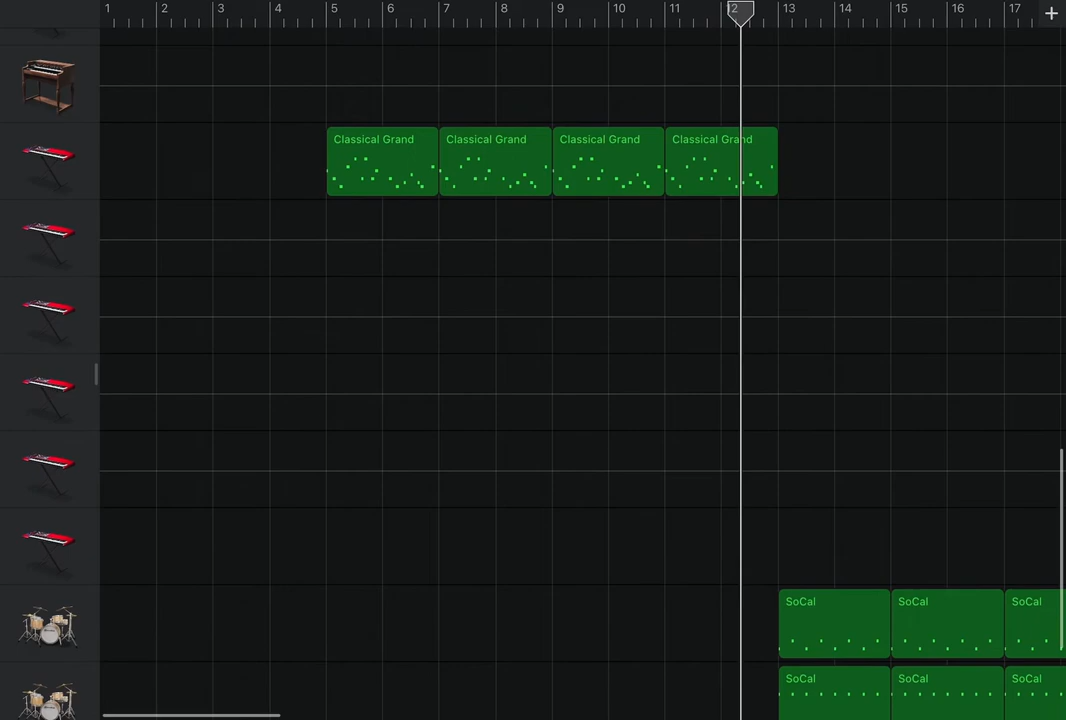 1 2 3 4 5 6 7 8 9 10 11 12 13 14 15 16 17 +
Classical Grand Classical Grand Classical Grand Classical Grand
SoCal SoCal SoCal
SoCal SoCal SoCal